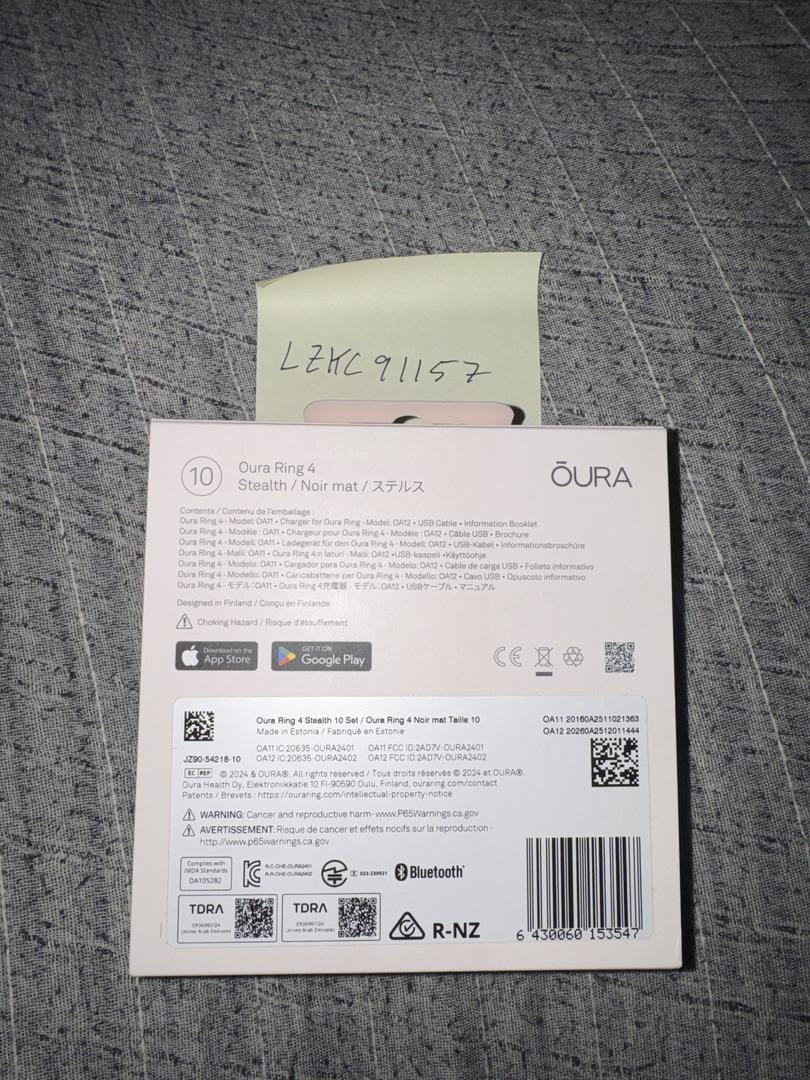 LZKC91157
10
Oura Ring 4
Stealth / Noir mat / ステルス
ŌURA
Contents / Contenu de l'emballage :
Oura Ring 4 - Model: OA11 • Charger for Oura Ring - Model: OA12 • USB Cable • Information Booklet
Oura Ring 4 - Modèle : OA11 • Chargeur pour Oura Ring 4 - Modèle : OA12 • Câble USB • Brochure
Oura Ring 4 - Modell: OA11 • Ladegerät für den Oura Ring 4 - Modell: OA12 • USB-Kabel • Informationsbroschüre
Oura Ring 4 -Malli: OA11 • Oura Ring 4:n laturi - Malli: OA12 •USB-kaapeli •Käyttöohje
Oura Ring 4 - Modelo: OA11 • Cargador para Oura Ring 4 - Modelo: OA12 • Cable de carga USB • Folleto informativo
Oura Ring 4 - Modello: OA11 • Caricabatterie per Oura Ring 4 - Modello: OA12 • Cavo USB • Opuscolo informativo
Oura Ring 4 - モデル：OA11 • Oura Ring 4充電器 - モデル：OA12 • USBケーブル • マニュアル
Designed in Finland / Conçu en Finlande
Choking Hazard / Risque d'étouffement
Download on the
App Store
GET IT ON
Google Play
CE
Oura Ring 4 Stealth 10 Set / Oura Ring 4 Noir mat Taille 10
Made in Estonia / Fabriqué en Estonie
OA11 20160A2511021363
OA12 20260A2512011444
JZ90-54218-10
OA11 IC:20635-OURA2401 OA11 FCC ID:2AD7V-OURA2401
OA12 IC:20635-OURA2402 OA12 FCC ID:2AD7V-OURA2402
EC REP © 2024 & OURA®. All rights reserved / Tous droits réservés © 2024 et OURA®.
Oura Health Oy, Elektroniikkatie 10 FI-90590 Oulu, Finland, ouraring.com/contact
Patents / Brevets : https://ouraring.com/intellectual-property-notice
WARNING: Cancer and reproductive harm-www.P65Warnings.ca.gov
AVERTISSEMENT: Risque de cancer et effets nocifs sur la reproduction -
http://www.p65warnings.ca.gov
Complies with
IMDA Standards
DA105282
R-C-OHE-OURA2401
R-R-OHE-OURA2402
Bluetooth®
TDRA
United Arab Emirates
TDRA
United Arab Emirates
R-NZ
6 430060 153547